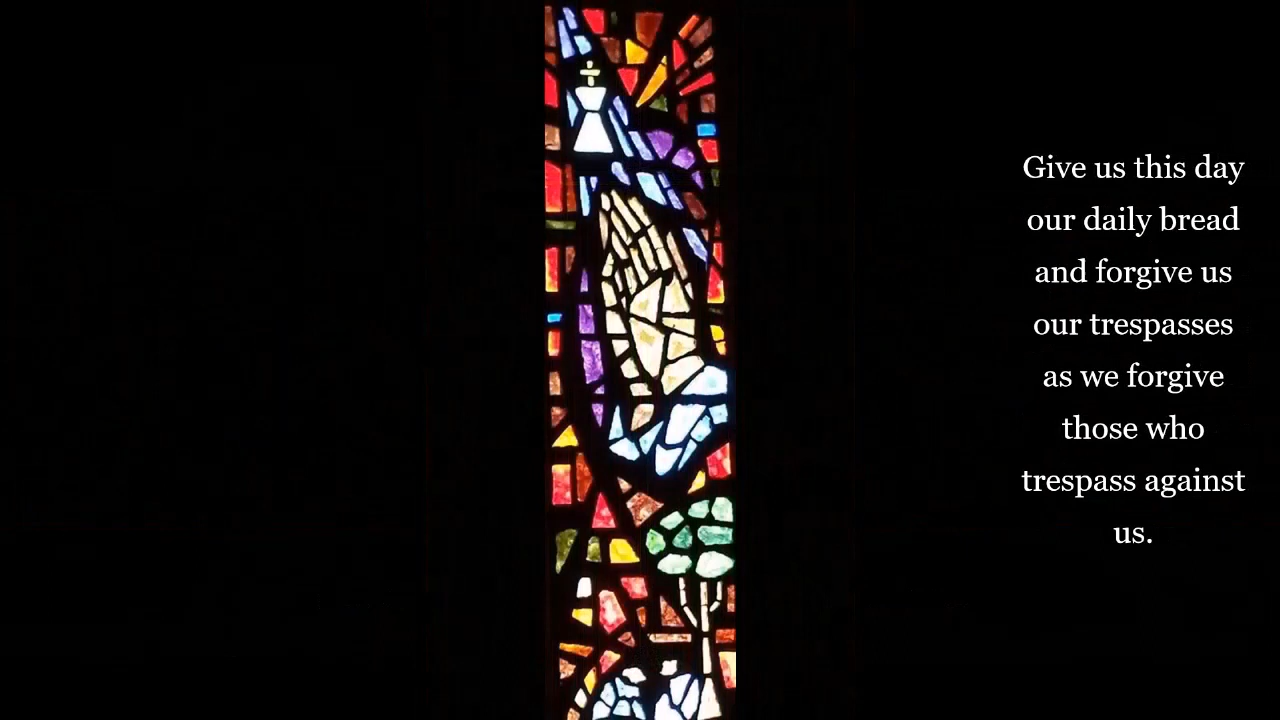 Give us this day
our daily bread
and forgive us
our trespasses
as we forgive
those who
trespass against
us.